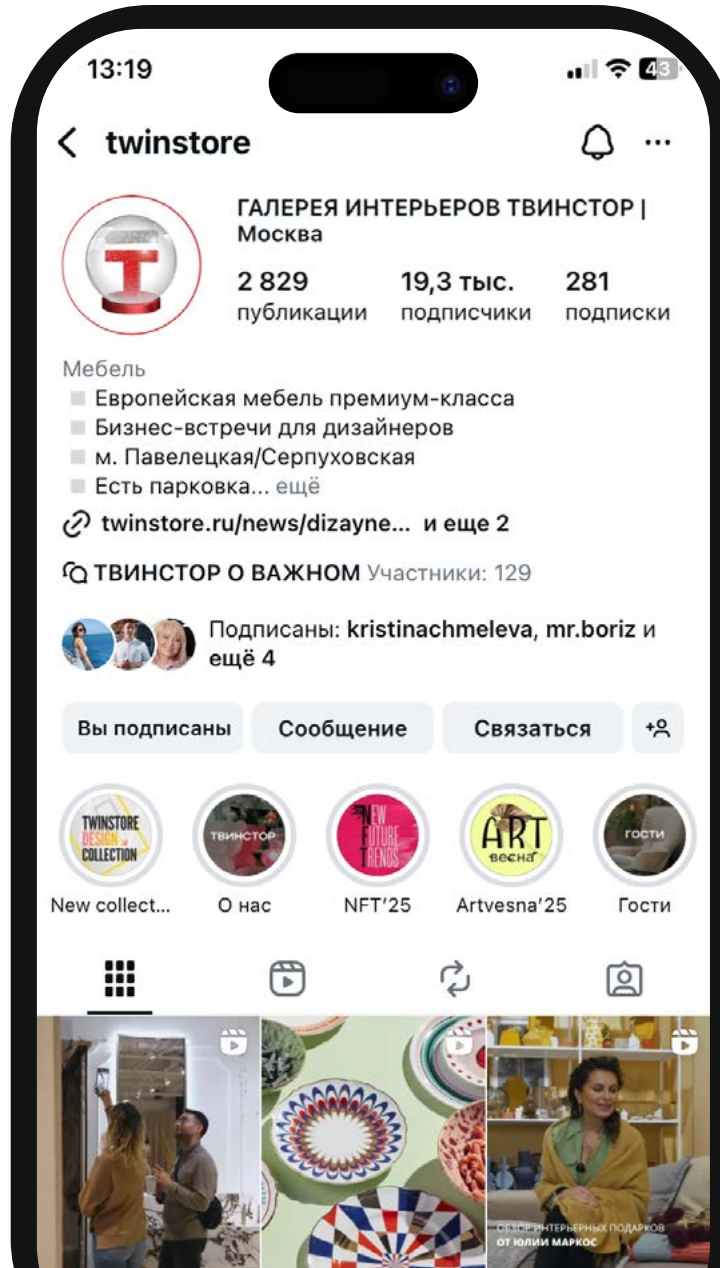 13:19
43
twinstore
ГАЛЕРЕЯ ИНТЕРЬЕРОВ ТВИНСТОР |
Москва
2 829
19,3 тыс.
281
публикации
подписчики
подписки
Мебель
Европейская мебель премиум-класса
Бизнес-встречи для дизайнеров
м. Павелецкая/Серпуховская
Есть парковка... ещё
twinstore.ru/news/dizayne... и еще 2
ТВИНСТОР О ВАЖНОМ Участники: 129
Подписаны: kristinachmeleva, mr.boriz и
ещё 4
Вы подписаны
Сообщение
Связаться
TWINSTORE
DESIGN
COLLECTION
ТВИНСТОР
NEW
FUTURE
TRENDS
ART
весна
ГОСТИ
New collect...
О нас
NFT'25
Artvesna'25
Гости
ОБЗОР ИНТЕРЬЕРНЫХ ПОДАРКОВ
ОТ ЮЛИИ МАРКОС